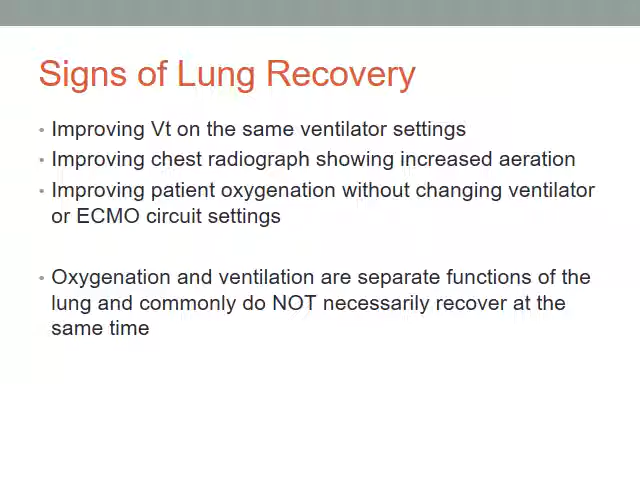 Signs of Lung Recovery
• Improving Vt on the same ventilator settings
• Improving chest radiograph showing increased aeration
• Improving patient oxygenation without changing ventilator
or ECMO circuit settings
• Oxygenation and ventilation are separate functions of the
lung and commonly do NOT necessarily recover at the
same time